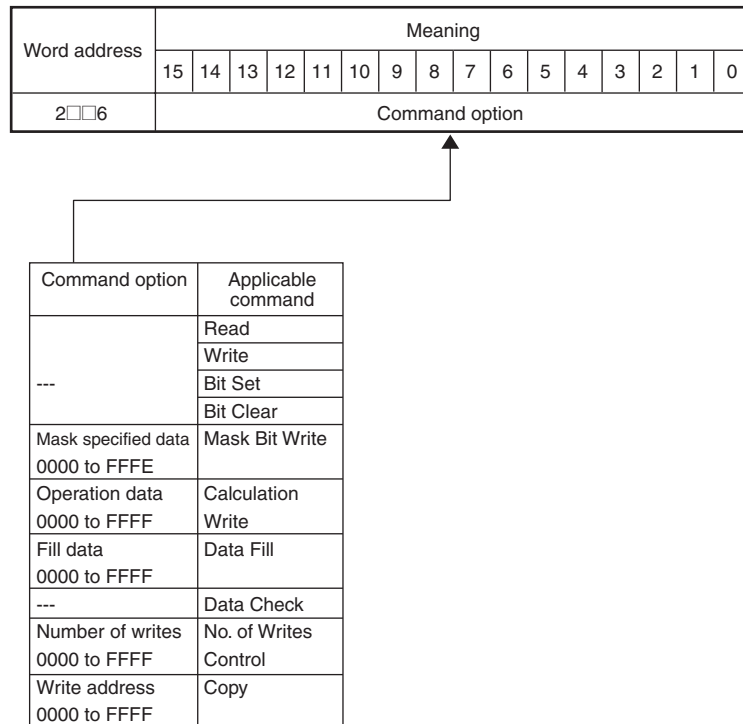 Word address
Meaning
15 14 13 12 11 10 9 8 7 6 5 4 3 2 1 0
2□□6 Command option
Command option Applicable
command
Read
Write
---
Bit Set
Bit Clear
Mask specified data Mask Bit Write
0000 to FFFE
Operation data Calculation
0000 to FFFF Write
Fill data Data Fill
0000 to FFFF
--- Data Check
Number of writes No. of Writes
0000 to FFFF Control
Write address Copy
0000 to FFFF